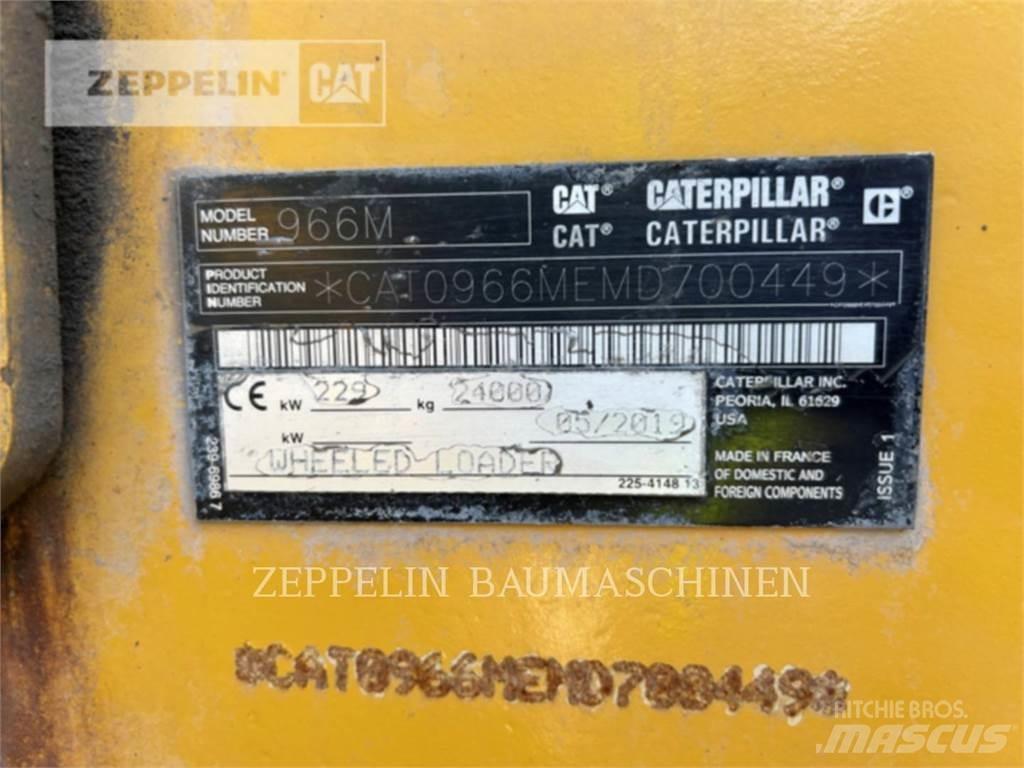 ZEPPELIN CAT
MODEL NUMBER 966M
CAT® CATERPILLAR®
CAT® CATERPILLAR®
PRODUCT IDENTIFICATION NUMBER *CAT0966MEMD700449*
CE kW 229 kg 24000
kW 05/2019
WHEELED LOADER
225-4148 13
239-6986 7
CATERPILLAR INC.
PEORIA, IL 61629
USA
MADE IN FRANCE
OF DOMESTIC AND
FOREIGN COMPONENTS
ISSUE 1
ZEPPELIN BAUMASCHINEN
*CAT0966MEMD700449*
RITCHIE BROS.
MASCUS